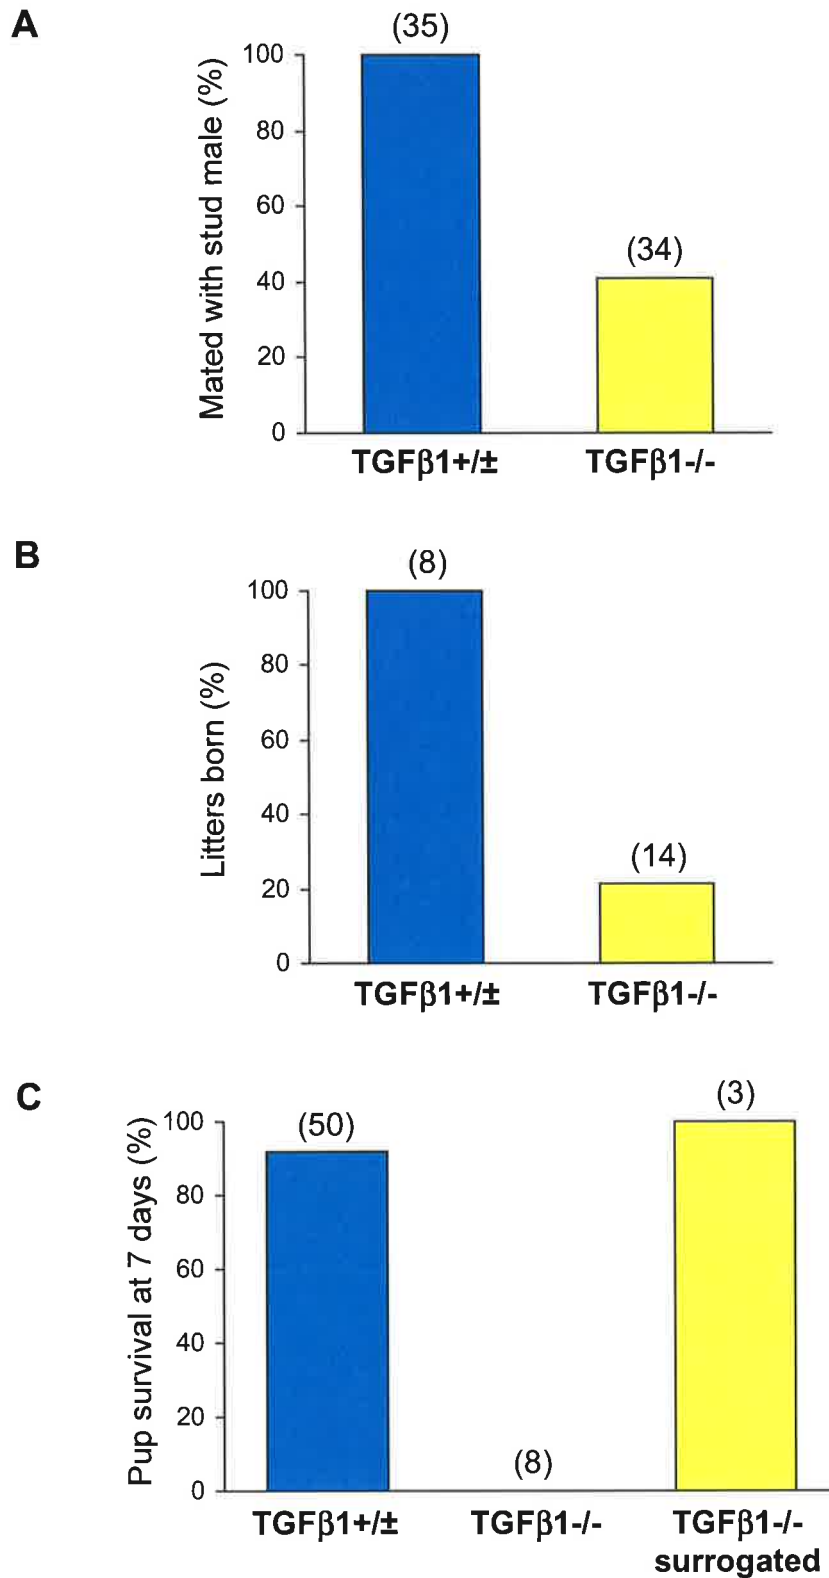 A
(35)
Mated with stud male (%)
100
80
60
40
20
0
(34)
TGFβ1+/± TGFβ1-/-
B
(8)
Litters born (%)
100
80
60
40
20
0
(14)
TGFβ1+/± TGFβ1-/-
C
(3)
(50)
Pup survival at 7 days (%)
100
80
60
40
20
0
(8)
TGFβ1+/± TGFβ1-/- TGFβ1-/-
surrogated